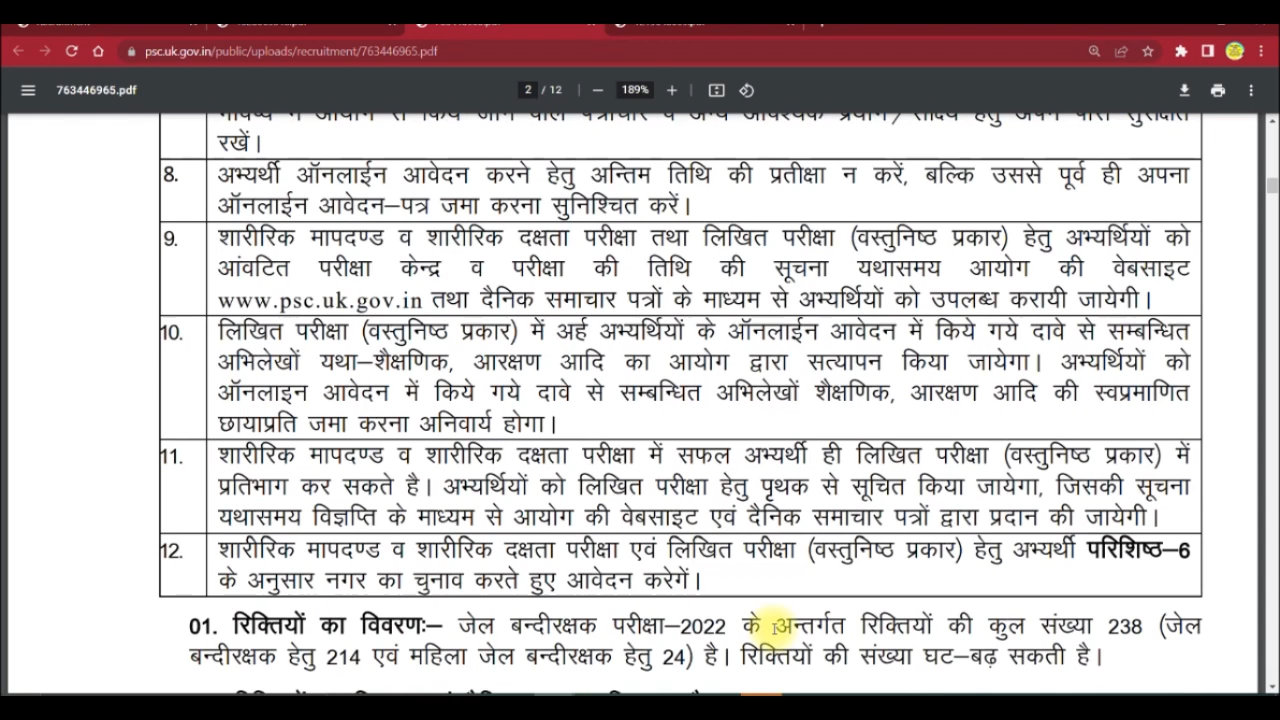 psc.uk.gov.in/public/uploads/recruitment/763446965.pdf
763446965.pdf
2 / 12
189%
रखें।
8. अभ्यर्थी ऑनलाईन आवेदन करने हेतु अन्तिम तिथि की प्रतीक्षा न करें, बल्कि उससे पूर्व ही अपना
ऑनलाईन आवेदन–पत्र जमा करना सुनिश्चित करें।
9. शारीरिक मापदण्ड व शारीरिक दक्षता परीक्षा तथा लिखित परीक्षा (वस्तुनिष्ठ प्रकार) हेतु अभ्यर्थियों को
आंवटित परीक्षा केन्द्र व परीक्षा की तिथि की सूचना यथासमय आयोग की वेबसाइट
www.psc.uk.gov.in तथा दैनिक समाचार पत्रों के माध्यम से अभ्यर्थियों को उपलब्ध करायी जायेगी।
10. लिखित परीक्षा (वस्तुनिष्ठ प्रकार) में अर्ह अभ्यर्थियों के ऑनलाईन आवेदन में किये गये दावे से सम्बन्धित
अभिलेखों यथा–शैक्षणिक, आरक्षण आदि का आयोग द्वारा सत्यापन किया जायेगा। अभ्यर्थियों को
ऑनलाइन आवेदन में किये गये दावे से सम्बन्धित अभिलेखों शैक्षणिक, आरक्षण आदि की स्वप्रमाणित
छायाप्रति जमा करना अनिवार्य होगा।
11. शारीरिक मापदण्ड व शारीरिक दक्षता परीक्षा में सफल अभ्यर्थी ही लिखित परीक्षा (वस्तुनिष्ठ प्रकार) में
प्रतिभाग कर सकते है। अभ्यर्थियों को लिखित परीक्षा हेतु पृथक से सूचित किया जायेगा, जिसकी सूचना
यथासमय विज्ञप्ति के माध्यम से आयोग की वेबसाइट एवं दैनिक समाचार पत्रों द्वारा प्रदान की जायेगी।
12. शारीरिक मापदण्ड व शारीरिक दक्षता परीक्षा एवं लिखित परीक्षा (वस्तुनिष्ठ प्रकार) हेतु अभ्यर्थी परिशिष्ठ–6
के अनुसार नगर का चुनाव करते हुए आवेदन करेगें।
01. रिक्तियों का विवरणः– जेल बन्दीरक्षक परीक्षा–2022 के अन्तर्गत रिक्तियों की कुल संख्या 238 (जेल
बन्दीरक्षक हेतु 214 एवं महिला जेल बन्दीरक्षक हेतु 24) है। रिक्तियों की संख्या घट–बढ़ सकती है।